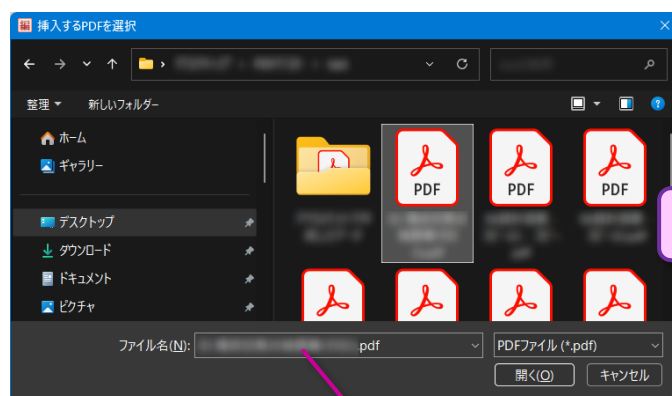 編 挿入するPDFを選択
整理
新しいフォルダー
ホーム
ギャラリー
デスクトップ
ダウンロード
ドキュメント
ピクチャ
PDF
PDF
PDF
ファイル名(N):
.pdf
PDFファイル (*.pdf)
開く(O)
キャンセル